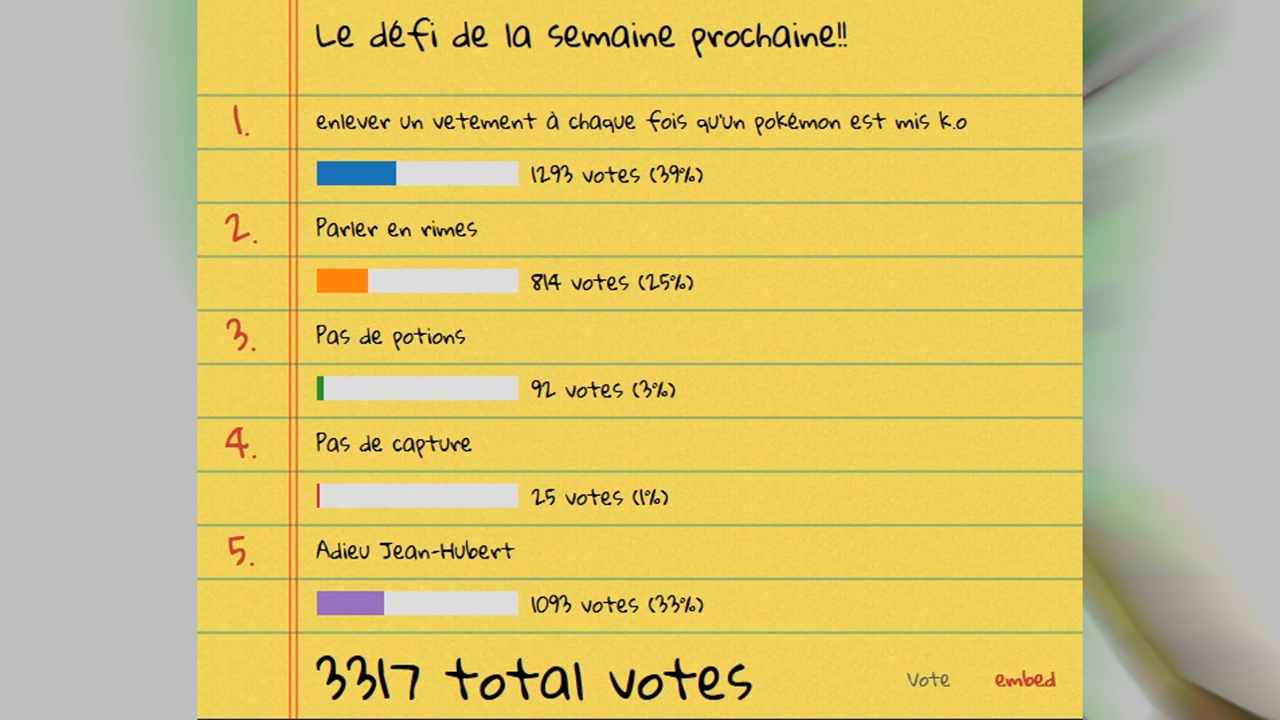 Le défi de la semaine prochaine!!
1. enlever un vetement à chaque fois qu'un pokémon est mis k.o
1293 votes (39%)
2. Parler en rimes
814 votes (25%)
3. Pas de potions
92 votes (3%)
4. Pas de capture
25 votes (1%)
5. Adieu Jean-Hubert
1093 votes (33%)
3317 total votes Vote embed